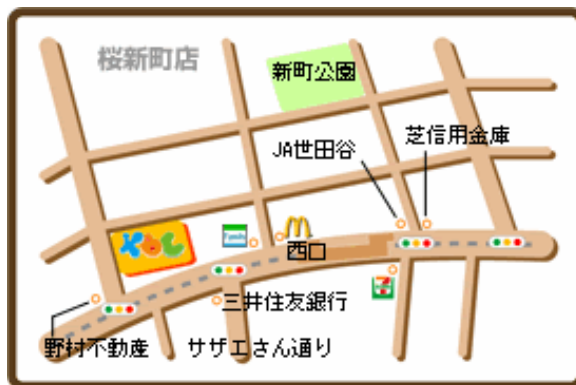 桜新町店
新町公園
芝信用金庫
JA世田谷
西口
三井住友銀行
野村不動産
サザエさん通り